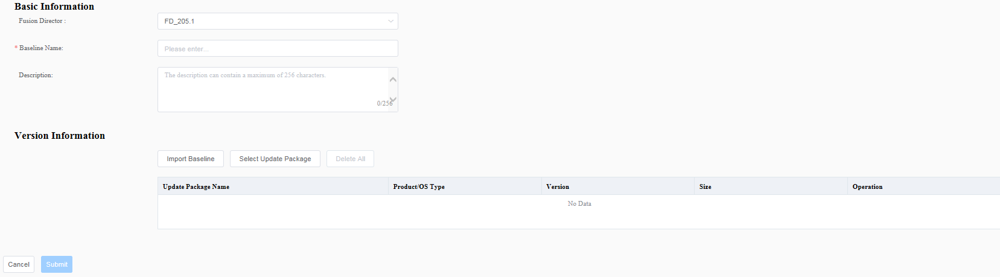 Basic Information
Fusion Director :
FD_205.1
* Baseline Name:
Please enter...
Description:
The description can contain a maximum of 256 characters.
0/256
Version Information
Import Baseline Select Update Package Delete All
Update Package Name Product/OS Type Version Size Operation
No Data
Cancel Submit